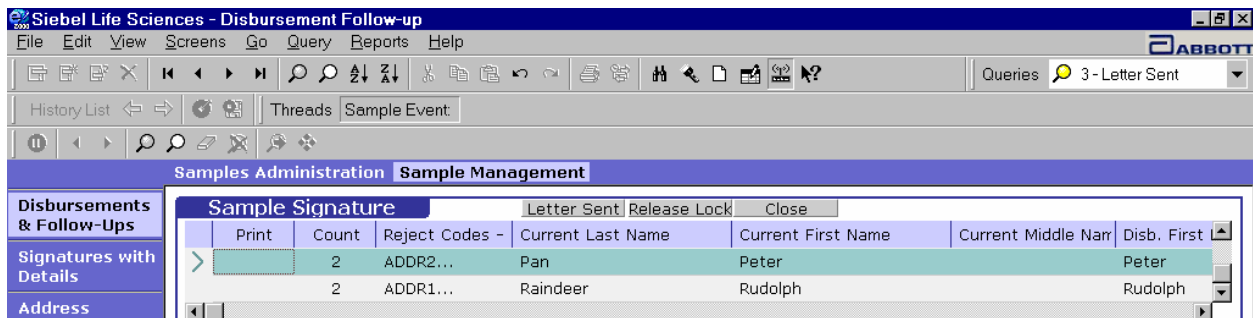 Siebel Life Sciences - Disbursement Follow-up
File Edit View Screens Go Query Reports Help
ABBOTT
Queries 3 - Letter Sent
History List Threads Sample Event:
Samples Administration Sample Management
Disbursements & Follow-Ups
Signatures with Details
Address
Sample Signature Letter Sent Release Lock Close
Print Count Reject Codes - Current Last Name Current First Name Current Middle Nam Disb. First
2 ADDR2... Pan Peter Peter
2 ADDR1... Raindeer Rudolph Rudolph